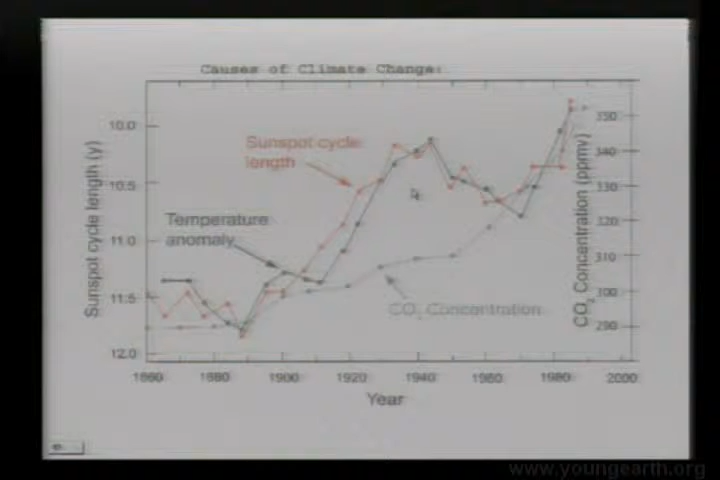 Causes of Climate Change:
Sunspot cycle
length
Temperature
anomaly
CO₂ Concentration
Sunspot cycle length (y)
10.0
10.5
11.0
11.5
12.0
CO₂ Concentration (ppmv)
350
340
330
320
310
300
290
1860 1880 1900 1920 1940 1960 1980 2000
Year
www.youngearth.org